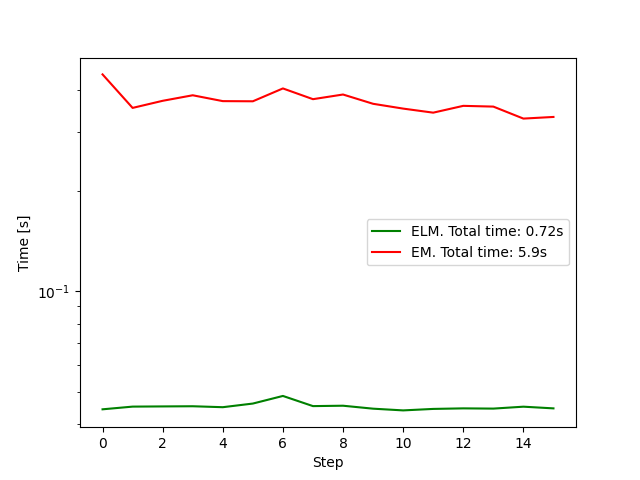 Time [s]
10⁻¹
ELM. Total time: 0.72s
EM. Total time: 5.9s
0 2 4 6 8 10 12 14
Step